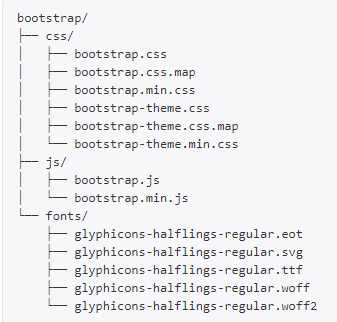 bootstrap/
├── css/
│   ├── bootstrap.css
│   ├── bootstrap.css.map
│   ├── bootstrap.min.css
│   ├── bootstrap-theme.css
│   ├── bootstrap-theme.css.map
│   └── bootstrap-theme.min.css
├── js/
│   ├── bootstrap.js
│   └── bootstrap.min.js
└── fonts/
    ├── glyphicons-halflings-regular.eot
    ├── glyphicons-halflings-regular.svg
    ├── glyphicons-halflings-regular.ttf
    ├── glyphicons-halflings-regular.woff
    └── glyphicons-halflings-regular.woff2